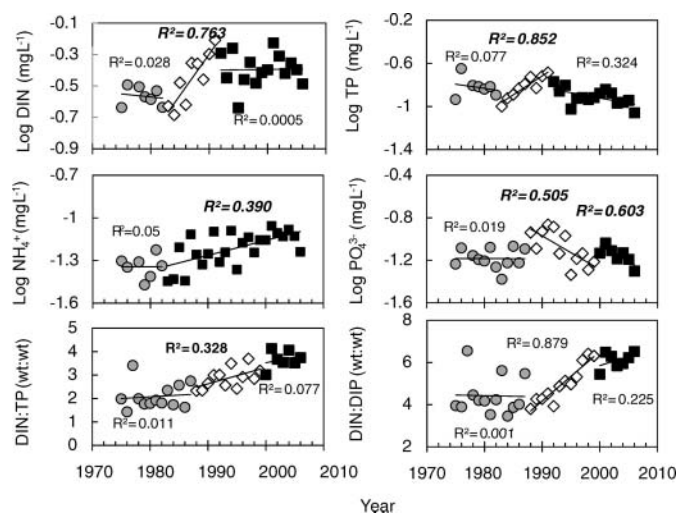 Log DIN (mgL⁻¹)
-0.1
-0.3
-0.5
-0.7
-0.9
R²=0.763
R²=0.028
R²=0.0005
Log TP (mgL⁻¹)
-0.2
-0.6
-1
-1.4
R²=0.852
R²=0.077
R²=0.324
Log NH₄⁺(mgL⁻¹)
-0.7
-1
-1.3
-1.6
R²=0.390
R²=0.05
Log PO₄³⁻(mgL⁻¹)
-0.4
-0.8
-1.2
-1.6
R²=0.505
R²=0.603
R²=0.019
DIN:TP (wt:wt)
5
4
3
2
1
0
R²=0.328
R²=0.077
R²=0.011
1970 1980 1990 2000 2010
DIN:DIP (wt:wt)
8
6
4
2
R²=0.879
R²=0.225
R²=0.001
1970 1980 1990 2000 2010
Year